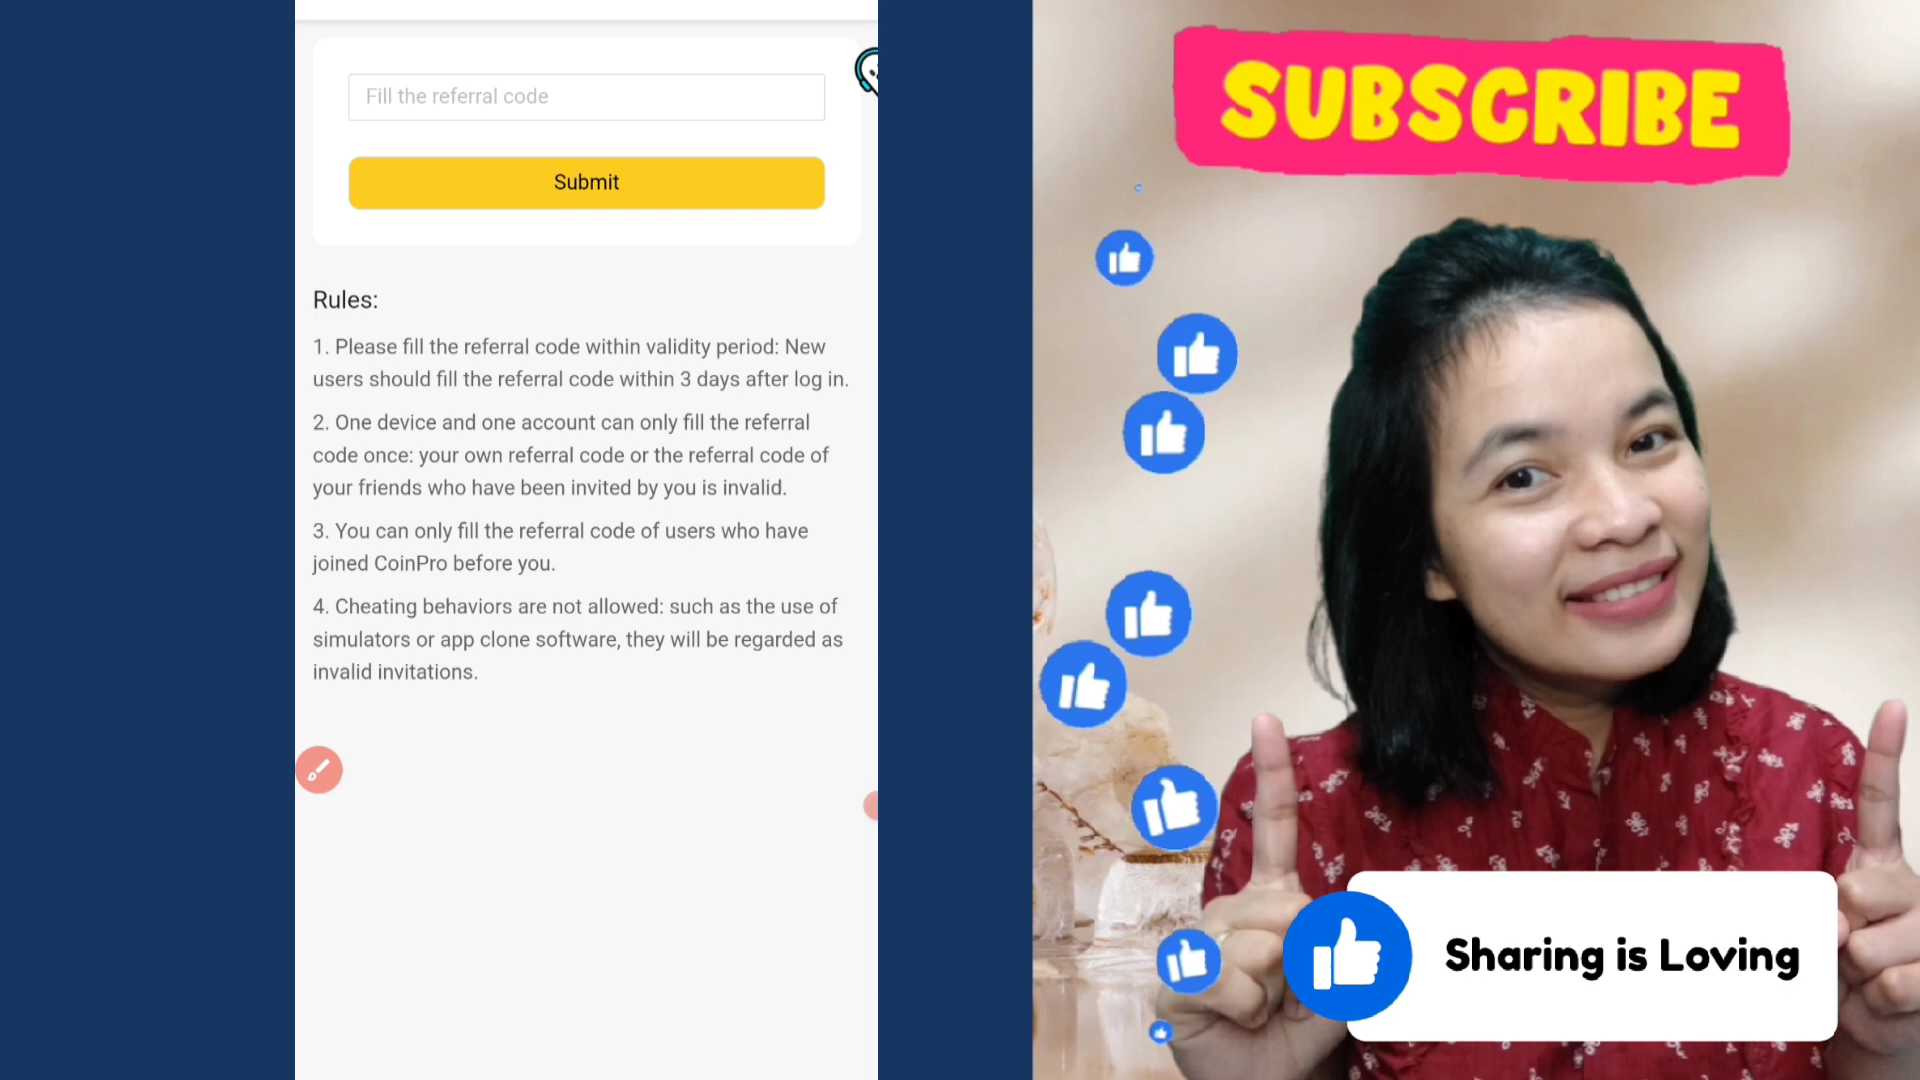 Fill the referral code
Submit
Rules:
1. Please fill the referral code within validity period: New
users should fill the referral code within 3 days after log in.
2. One device and one account can only fill the referral
code once: your own referral code or the referral code of
your friends who have been invited by you is invalid.
3. You can only fill the referral code of users who have
joined CoinPro before you.
4. Cheating behaviors are not allowed: such as the use of
simulators or app clone software, they will be regarded as
invalid invitations.
SUBSCRIBE
Sharing is Loving